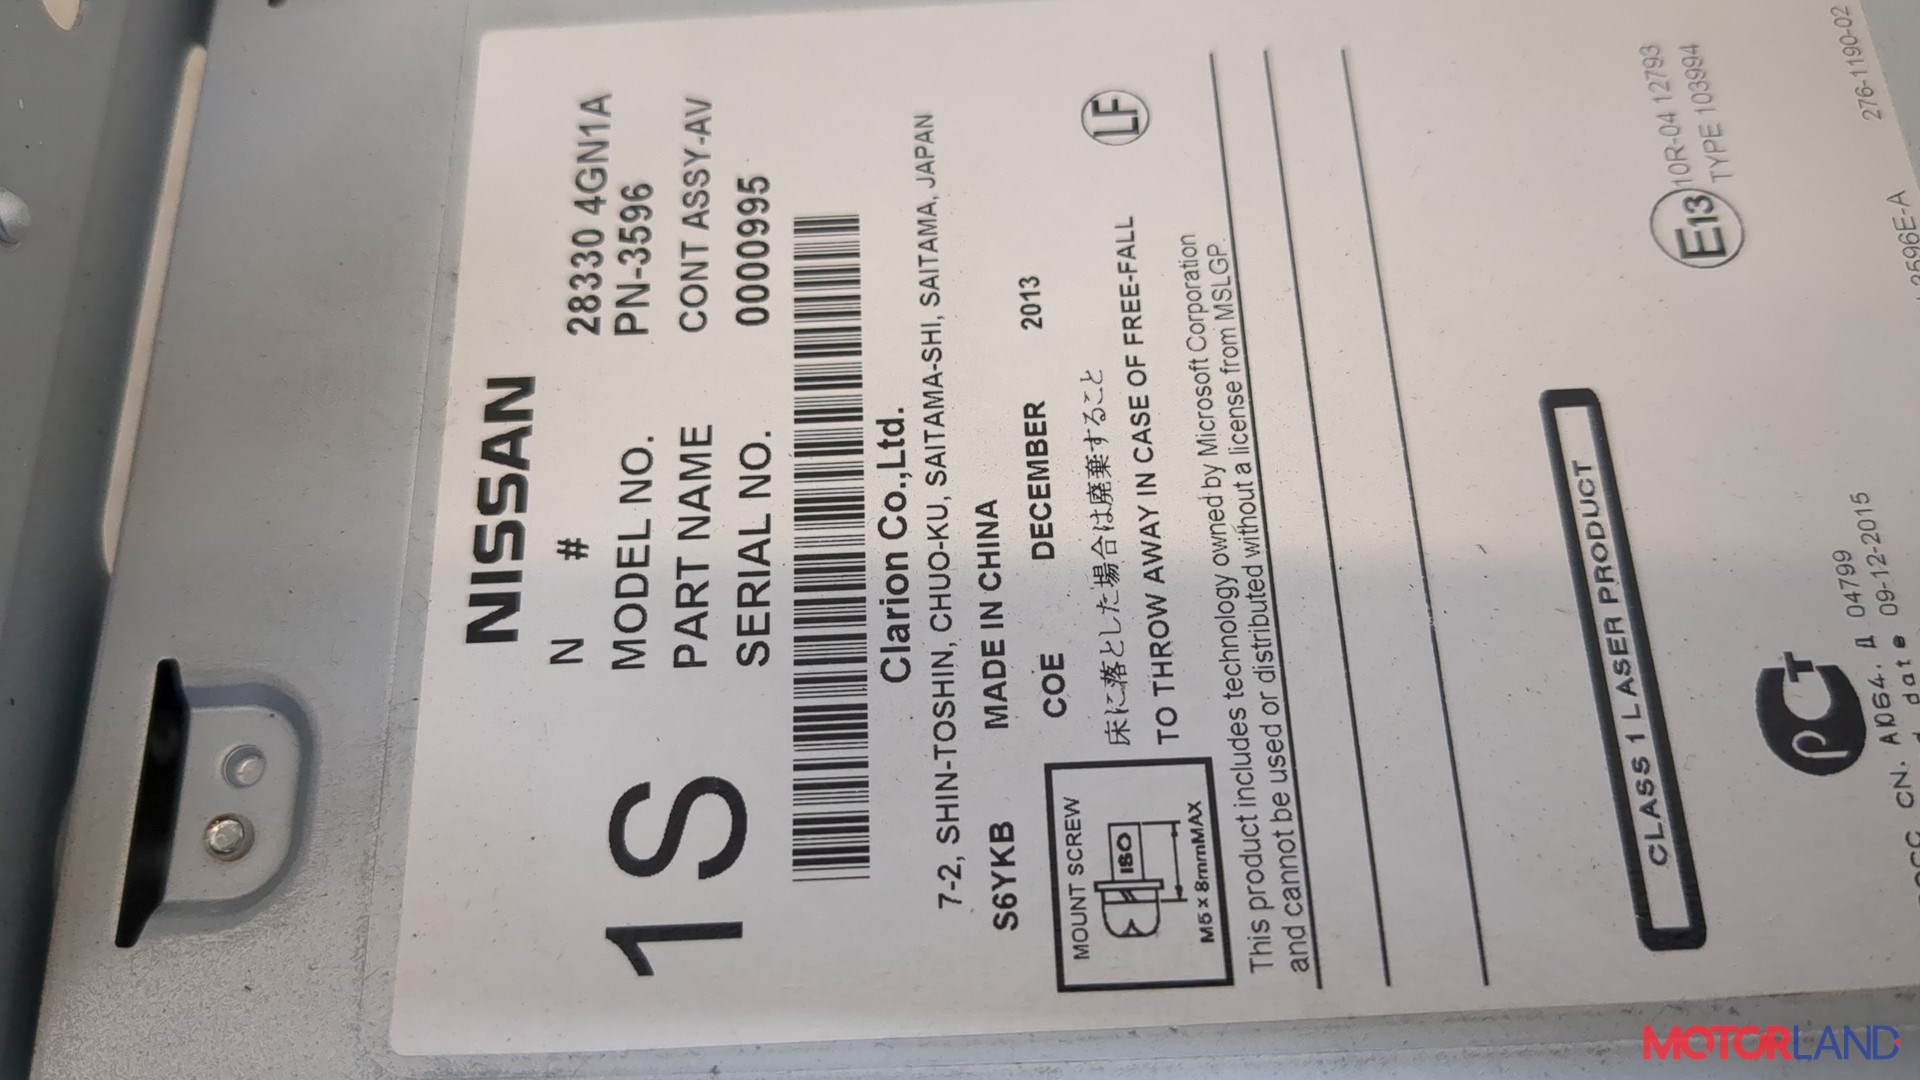 NISSAN
1S
N # 28330 4GN1A
MODEL NO. PN-3596
PART NAME CONT ASSY-AV
SERIAL NO. 0000995
Clarion Co.,Ltd.
7-2, SHIN-TOSHIN, CHUO-KU, SAITAMA-SHI, SAITAMA, JAPAN
S6YKB MADE IN CHINA
COE DECEMBER 2013
MOUNT SCREW
ISO
M5×8mmMAX
床に落とした場合は廃棄すること
TO THROW AWAY IN CASE OF FREE-FALL
LF
This product includes technology owned by Microsoft Corporation
and cannot be used or distributed without a license from MSLGP.
CLASS 1 LASER PRODUCT
E13 10R-04 12793
TYPE 103994
PCT
04799
09-12-2015
date
276-1190-02
MOTORLAND